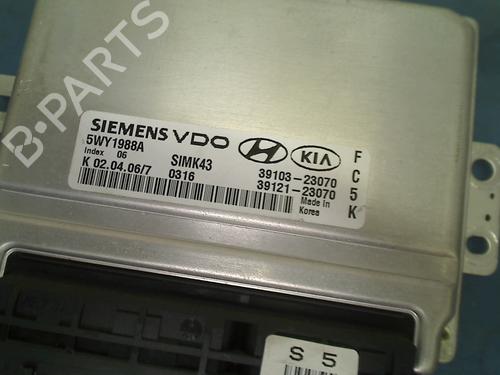 B-PARTS
SIEMENS VDO HYUNDAI KIA
5WY1988A
Index 06
SIMK43
39103-23070
K 02.04.06/7
0316
39121-23070
Made in
Korea
F
C
5
K
S 5